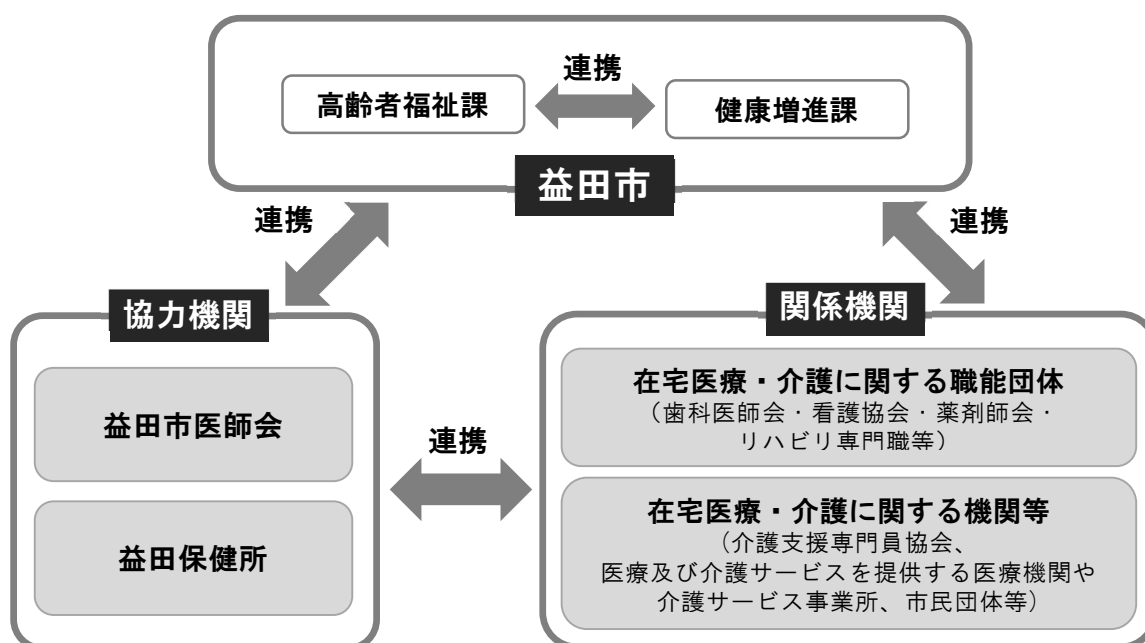 連携
高齢者福祉課
健康増進課
益田市
連携
連携
協力機関
関係機関
益田市医師会
益田保健所
連携
在宅医療・介護に関する職能団体
（歯科医師会・看護協会・薬剤師会・
リハビリ専門職等）
在宅医療・介護に関する機関等
（介護支援専門員協会、
医療及び介護サービスを提供する医療機関や
介護サービス事業所、市民団体等）